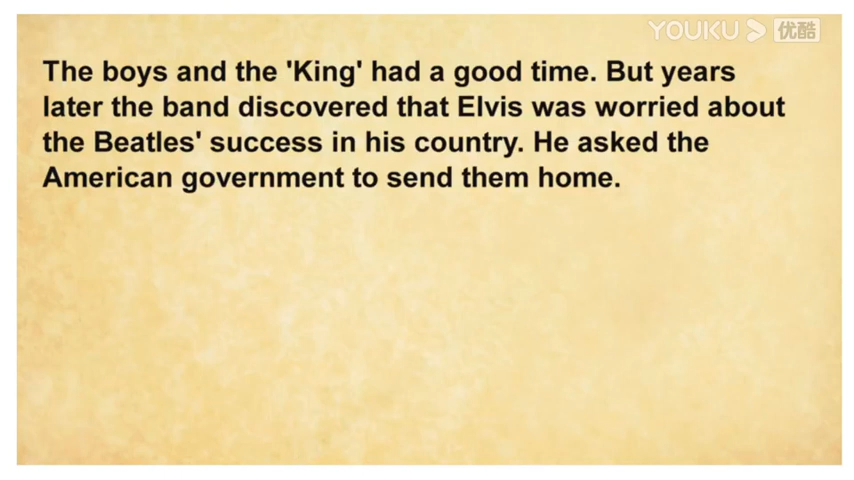 YOUKU 优酷
The boys and the 'King' had a good time. But years
later the band discovered that Elvis was worried about
the Beatles' success in his country. He asked the
American government to send them home.